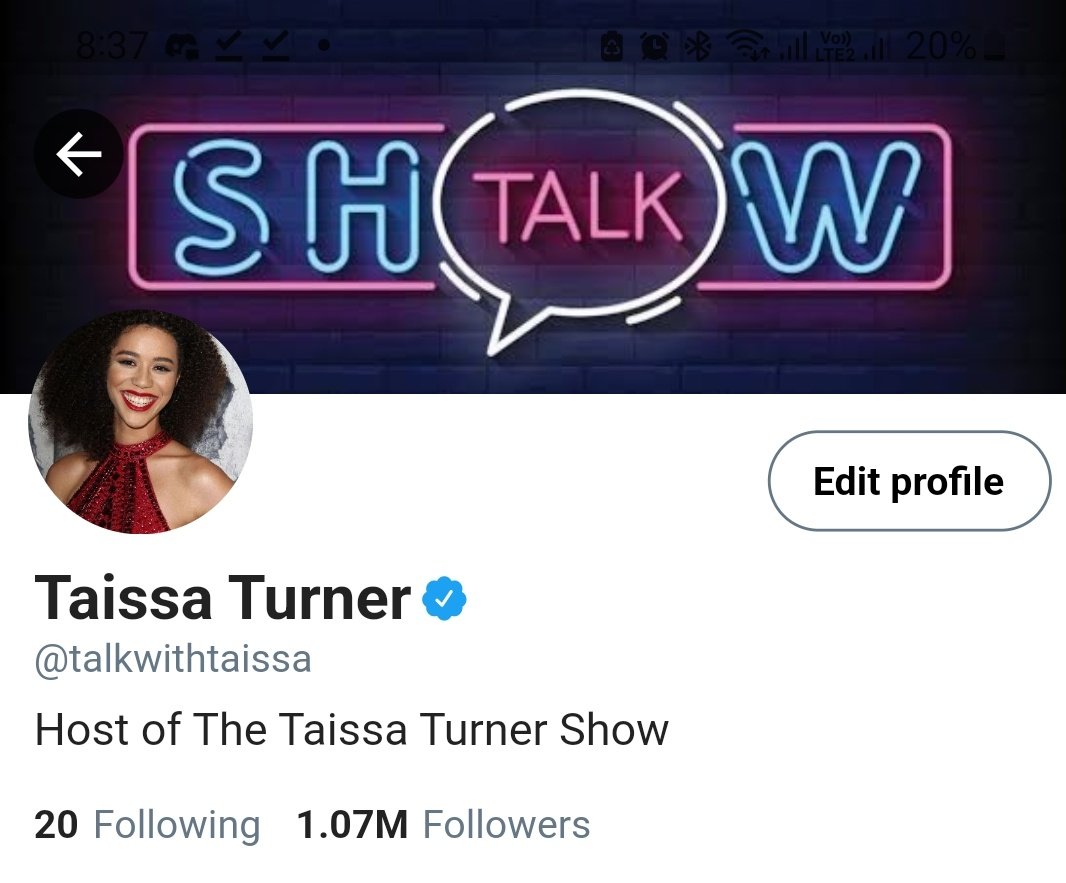 8:37 Vo)) LTE2 20%
SHOW
TALK
Edit profile
Taissa Turner
@talkwithtaissa
Host of The Taissa Turner Show
20 Following 1.07M Followers